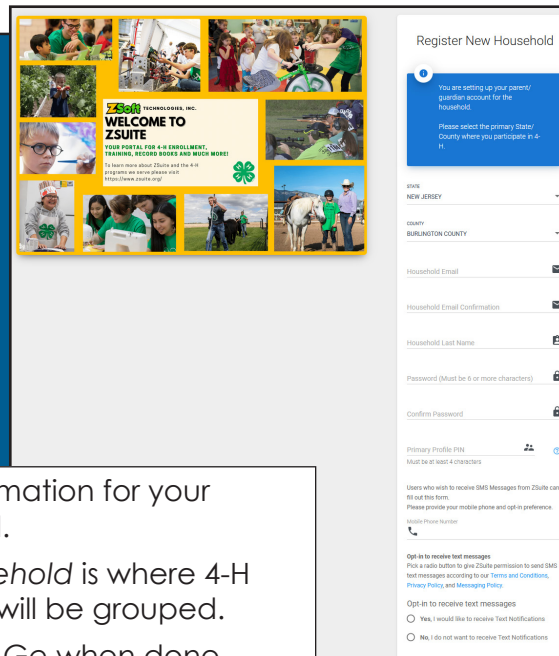 ZSoft TECHNOLOGIES, INC.
WELCOME TO
ZSUITE
YOUR PORTAL FOR 4-H ENROLLMENT,
TRAINING, RECORD BOOKS AND MUCH MORE!
To learn more about ZSuite and the 4-H
programs we serve please visit
https://www.zsuite.org/
Register New Household
You are setting up your parent/
guardian account for the
household.
Please select the primary State/
County where you participate in 4-
H.
STATE
NEW JERSEY
COUNTY
BURLINGTON COUNTY
Household Email
Household Email Confirmation
Household Last Name
Password (Must be 6 or more characters)
Confirm Password
Primary Profile PIN
Must be at least 4 characters
Users who wish to receive SMS Messages from ZSuite can
fill out this form.
Please provide your mobile phone and opt-in preference.
Mobile Phone Number
Opt-in to receive text messages
Pick a radio button to give ZSuite permission to send SMS
text messages according to our Terms and Conditions,
Privacy Policy, and Messaging Policy.
Opt-in to receive text messages
Yes, I would like to receive Text Notifications
No, I do not want to receive Text Notifications
mation for your
ehold is where 4-H
will be grouped.
Go when done